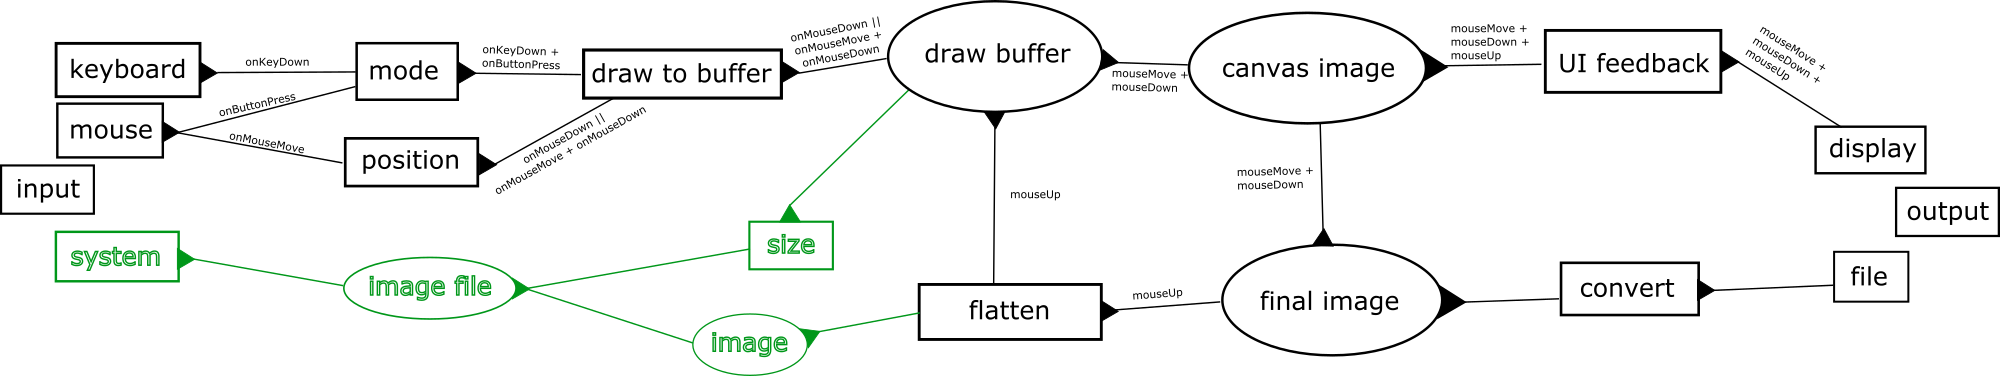 keyboard
onKeyDown
mode
onKeyDown +
onButtonPress
draw to buffer
onMouseDown ||
onMouseMove +
onMouseDown
draw buffer
mouseMove +
mouseDown
canvas image
mouseMove +
mouseDown +
mouseUp
UI feedback
mouseMove +
mouseDown +
mouseUp
display
output
mouse
onButtonPress
onMouseMove
position
onMouseDown ||
onMouseMove + onMouseDown
input
system
image file
size
image
mouseUp
flatten
mouseUp
mouseMove +
mouseDown
final image
convert
file